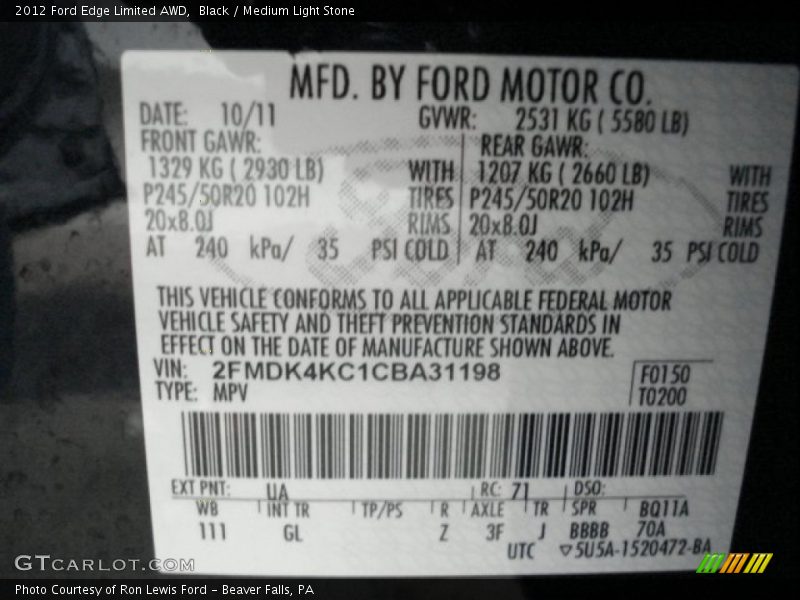 2012 Ford Edge Limited AWD,  Black / Medium Light Stone
MFD. BY FORD MOTOR CO.
DATE: 10/11 GVWR: 2531 KG ( 5580 LB)
FRONT GAWR: REAR GAWR:
1329 KG ( 2930 LB) WITH 1207 KG ( 2660 LB) WITH
P245/50R20 102H TIRES P245/50R20 102H TIRES
20x8.0J RIMS 20x8.0J RIMS
AT 240 kPa/ 35 PSI COLD AT 240 kPa/ 35 PSI COLD
THIS VEHICLE CONFORMS TO ALL APPLICABLE FEDERAL MOTOR
VEHICLE SAFETY AND THEFT PREVENTION STANDARDS IN
EFFECT ON THE DATE OF MANUFACTURE SHOWN ABOVE.
VIN: 2FMDK4KC1CBA31198 F0150
TYPE: MPV T0200
EXT PNT: UA RC: 71 DSO:
WB INT TR TP/PS R AXLE TR SPR BQ11A
111 GL Z 3F J BBBB 70A
UTC ▽5U5A-1520472-BA
GTCARLOT.COM
Photo Courtesy of Ron Lewis Ford – Beaver Falls, PA